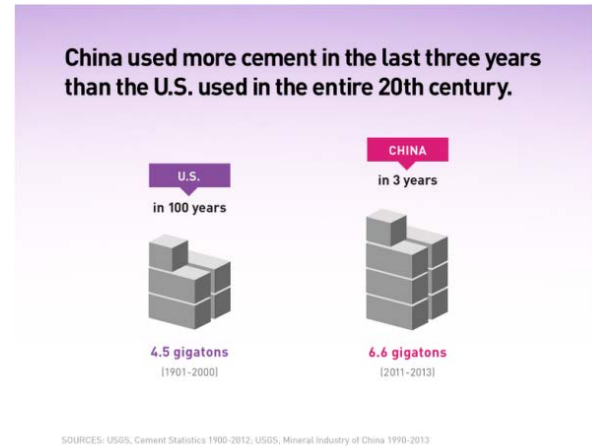 China used more cement in the last three years
than the U.S. used in the entire 20th century.
U.S.
in 100 years
4.5 gigatons
(1901-2000)
CHINA
in 3 years
6.6 gigatons
(2011-2013)
SOURCES: USGS, Cement Statistics 1900-2012; USGS, Mineral Industry of China 1990-2013